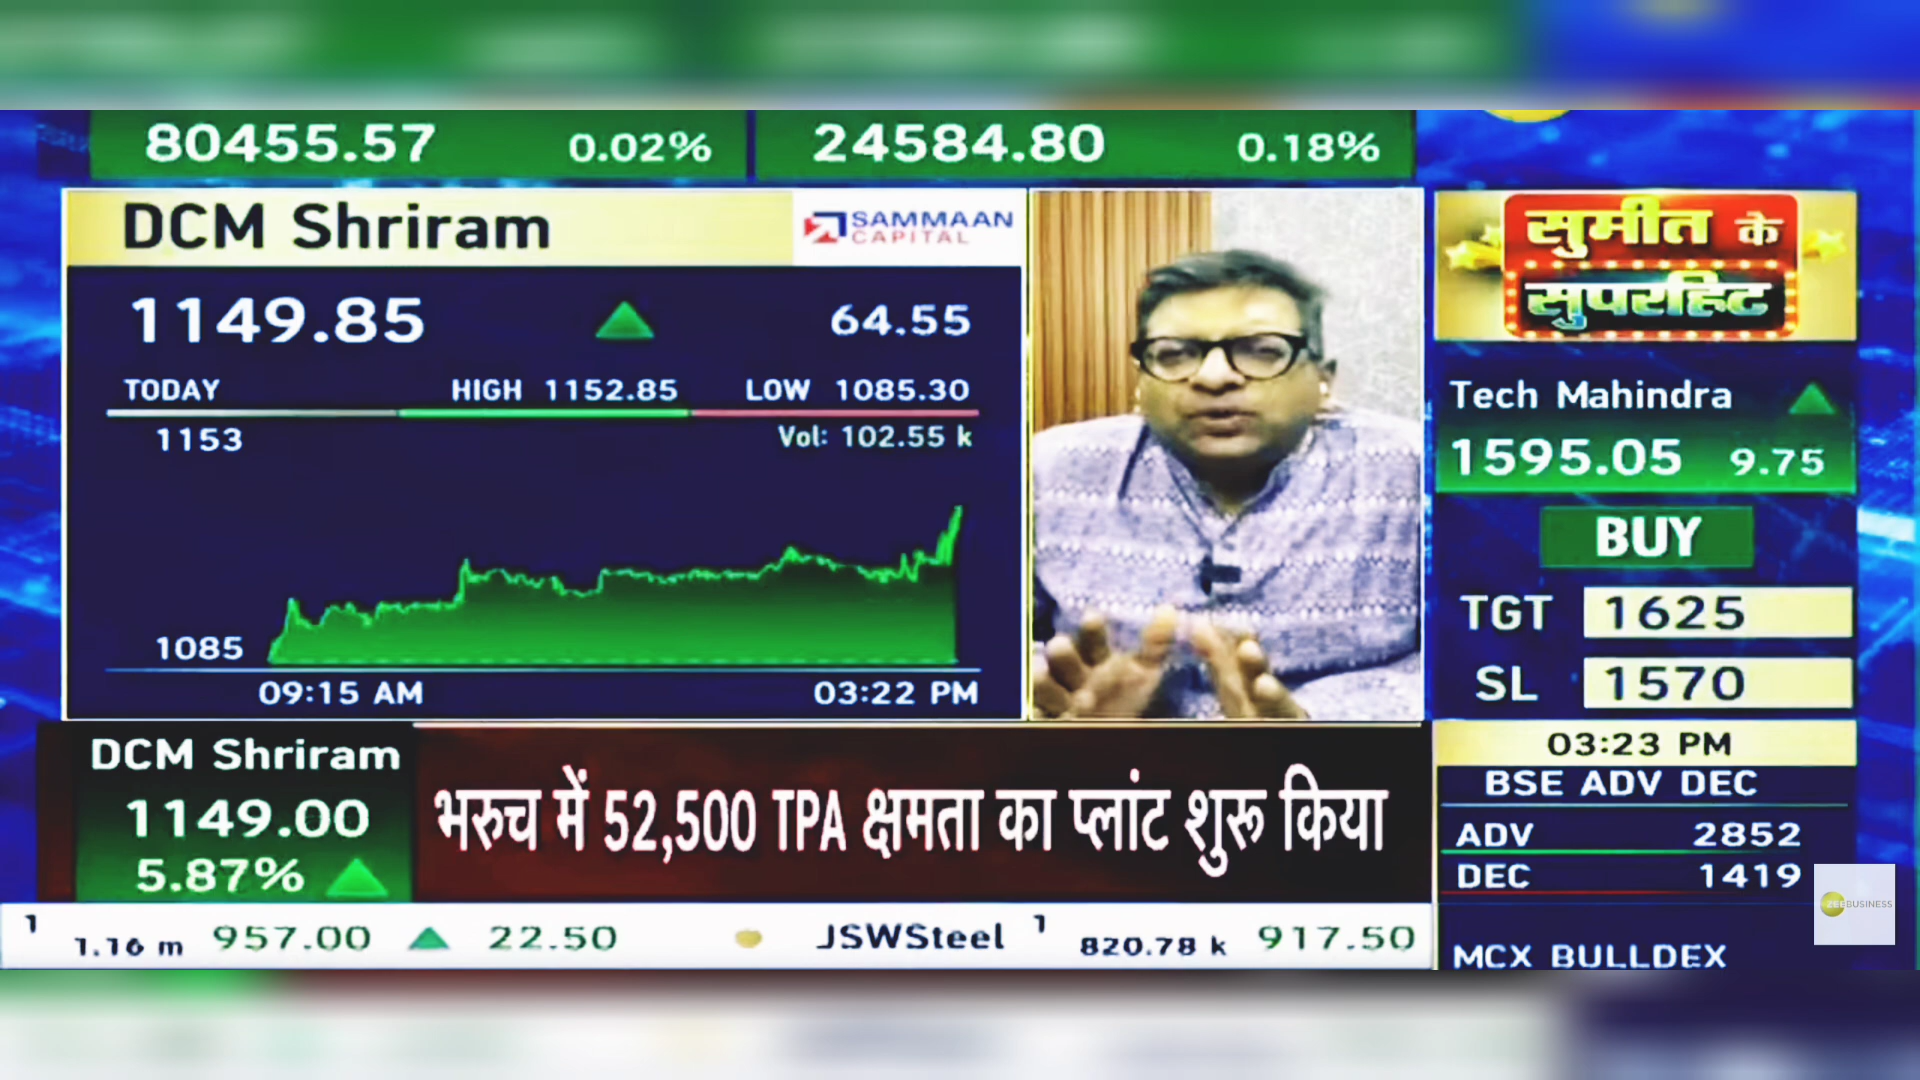 80455.57 0.02% 24584.80 0.18%
DCM Shriram
SAMMAAN
CAPITAL
1149.85 64.55
TODAY HIGH 1152.85 LOW 1085.30
1153 Vol: 102.55 k
1085
09:15 AM 03:22 PM
सुमीत के
सुपरहिट
Tech Mahindra
1595.05 9.75
BUY
TGT 1625
SL 1570
03:23 PM
BSE ADV DEC
ADV 2852
DEC 1419
MCX BULLDEX
DCM Shriram
1149.00
5.87%
भरुच में 52,500 TPA क्षमता का प्लांट शुरू किया
1 1.16 m 957.00 22.50 JSWSteel 1 820.78 k 917.50
ZEEBUSINESS